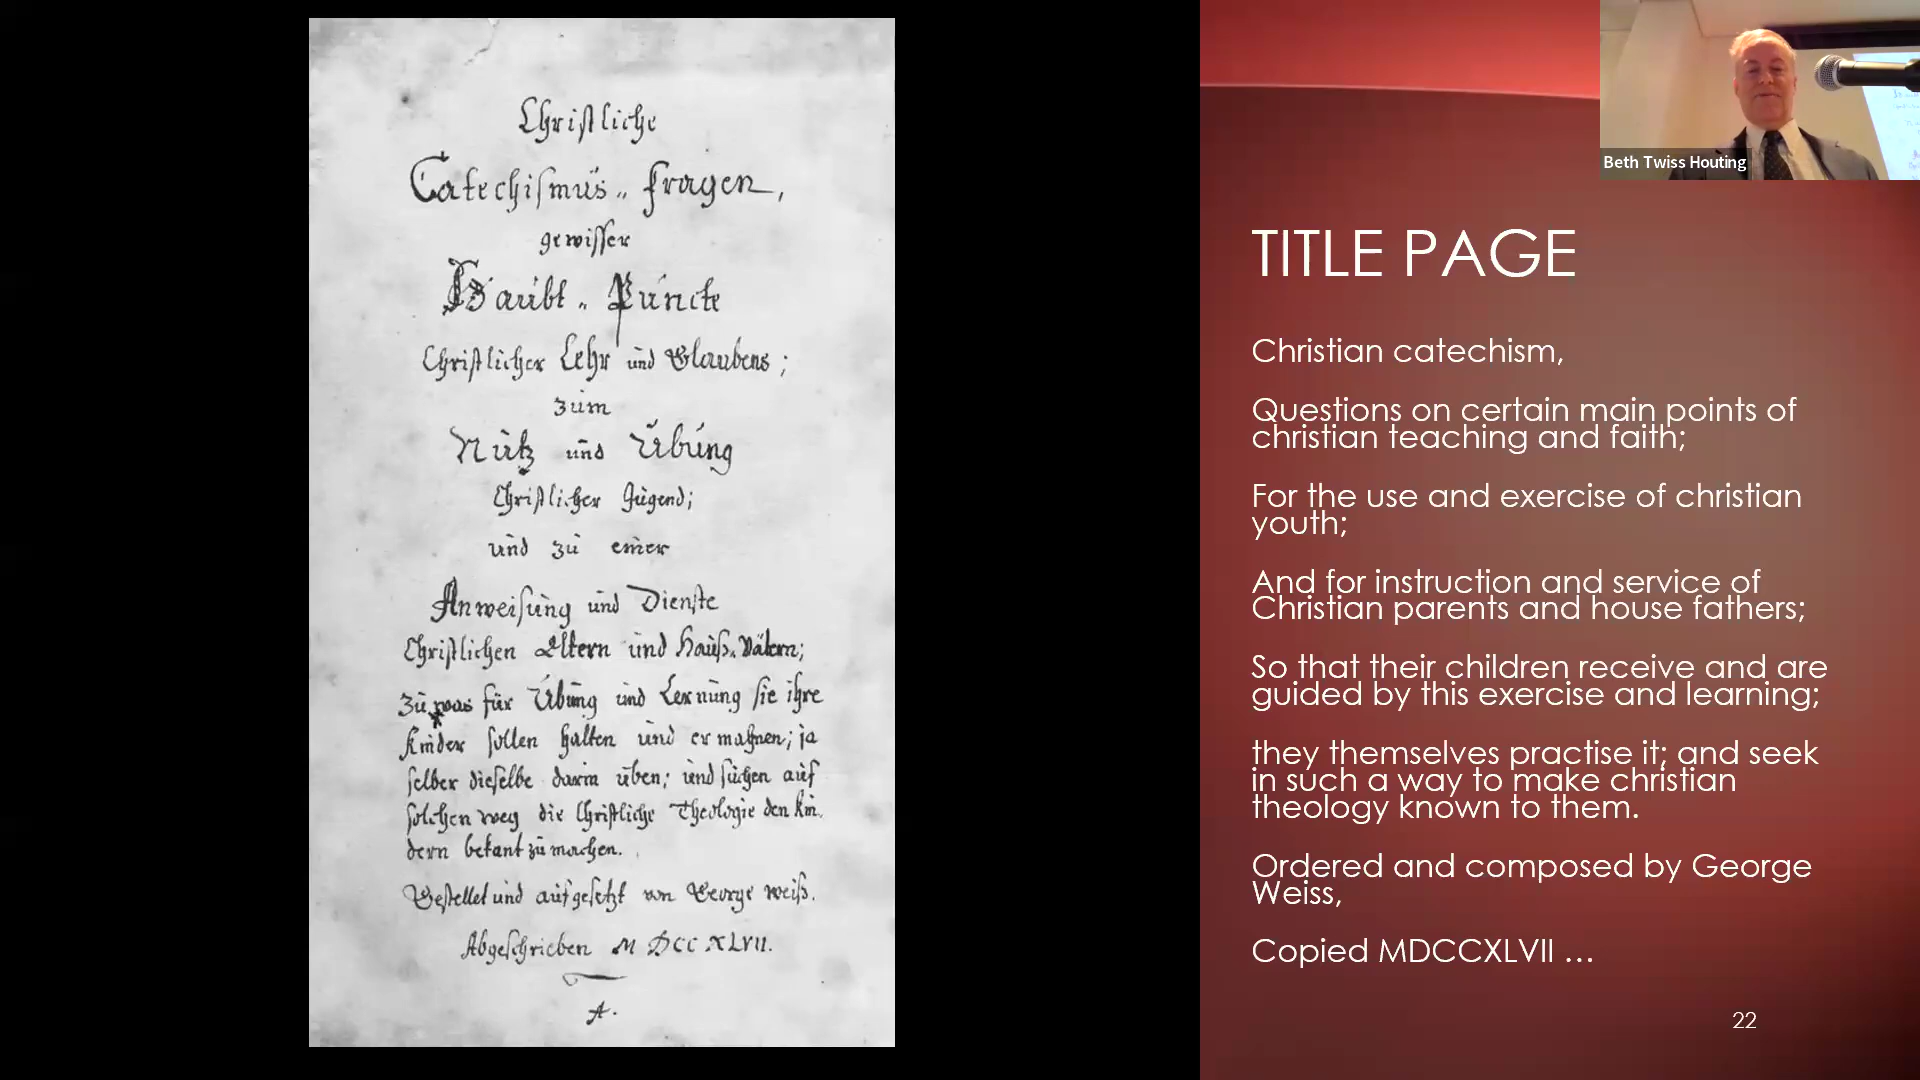 Christliche
Catechismus„ fragen,
gewisser
Haubt „ Puncte
Christlicher Lehr und Glaubens;
zum
Nutz und Übung
Christlicher Jugend;
und zu einer
Anweisung und Dienste
Christlichen Eltern und Hauß„Vätern;
zu was für Übung und Lernung sie ihre
Kinder sollen halten und ermahnen; ja
selber dieselbe darin üben; und suchen auf
solchen weg die Christliche Theologie den Kin„
dern bekant zu machen.
Gestellet und aufgesetzt von George Weiß.
Abgeschrieben MDCCXLVII.
A.
Beth Twiss Houting
TITLE PAGE
Christian catechism,
Questions on certain main points of
christian teaching and faith;
For the use and exercise of christian
youth;
And for instruction and service of
Christian parents and house fathers;
So that their children receive and are
guided by this exercise and learning;
they themselves practise it; and seek
in such a way to make christian
theology known to them.
Ordered and composed by George
Weiss,
Copied MDCCXLVII ...
22